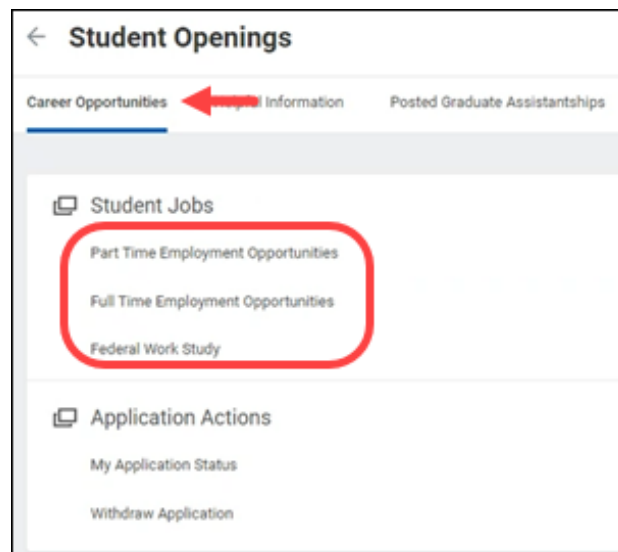 Student Openings
Career Opportunities
Information
Posted Graduate Assistantships
Student Jobs
Part Time Employment Opportunities
Full Time Employment Opportunities
Federal Work Study
Application Actions
My Application Status
Withdraw Application